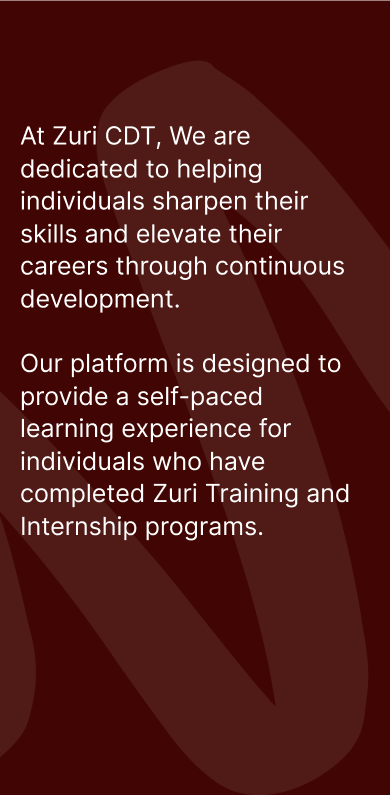 At Zuri CDT, We are
dedicated to helping
individuals sharpen their
skills and elevate their
careers through continuous
development.
Our platform is designed to
provide a self-paced
learning experience for
individuals who have
completed Zuri Training and
Internship programs.